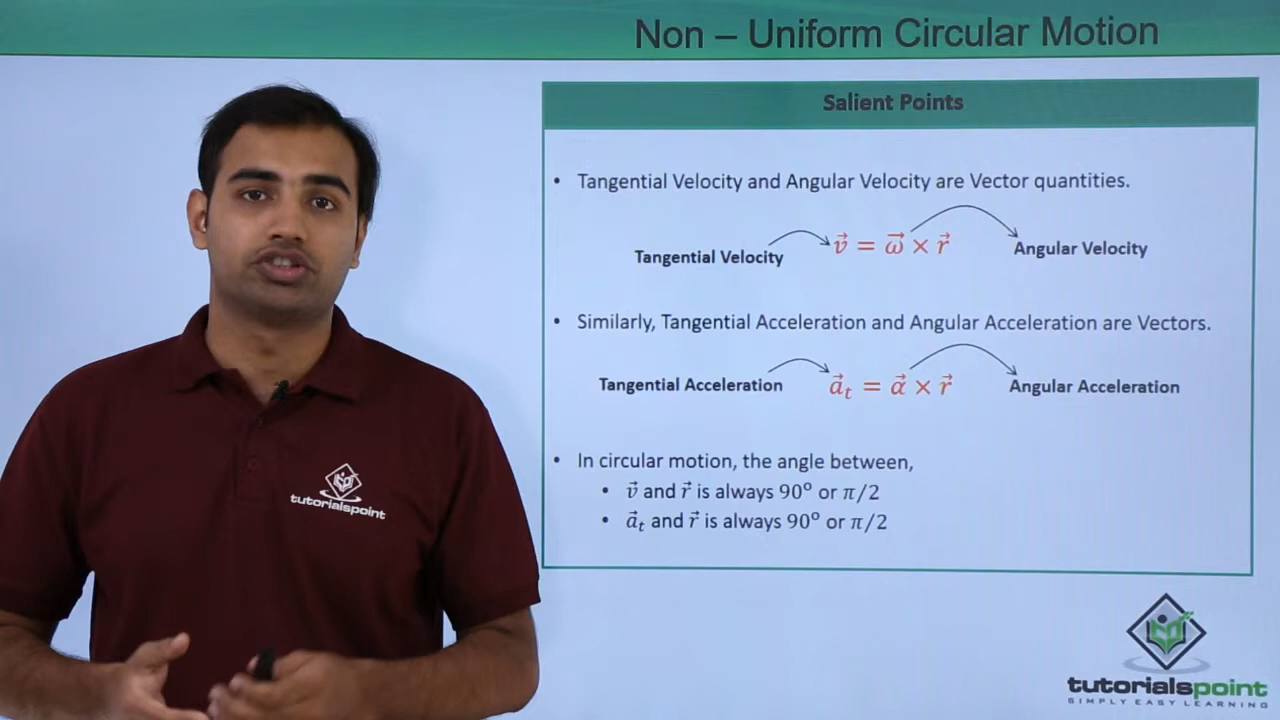 Non – Uniform Circular Motion
Salient Points
• Tangential Velocity and Angular Velocity are Vector quantities.
Tangential Velocity
v⃗ = ω⃗ × r⃗
Angular Velocity
• Similarly, Tangential Acceleration and Angular Acceleration are Vectors.
Tangential Acceleration
a⃗ₜ = α⃗ × r⃗
Angular Acceleration
• In circular motion, the angle between,
• v⃗ and r⃗ is always 90° or π/2
• a⃗ₜ and r⃗ is always 90° or π/2
tutorialspoint
tutorialspoint
SIMPLY EASY LEARNING